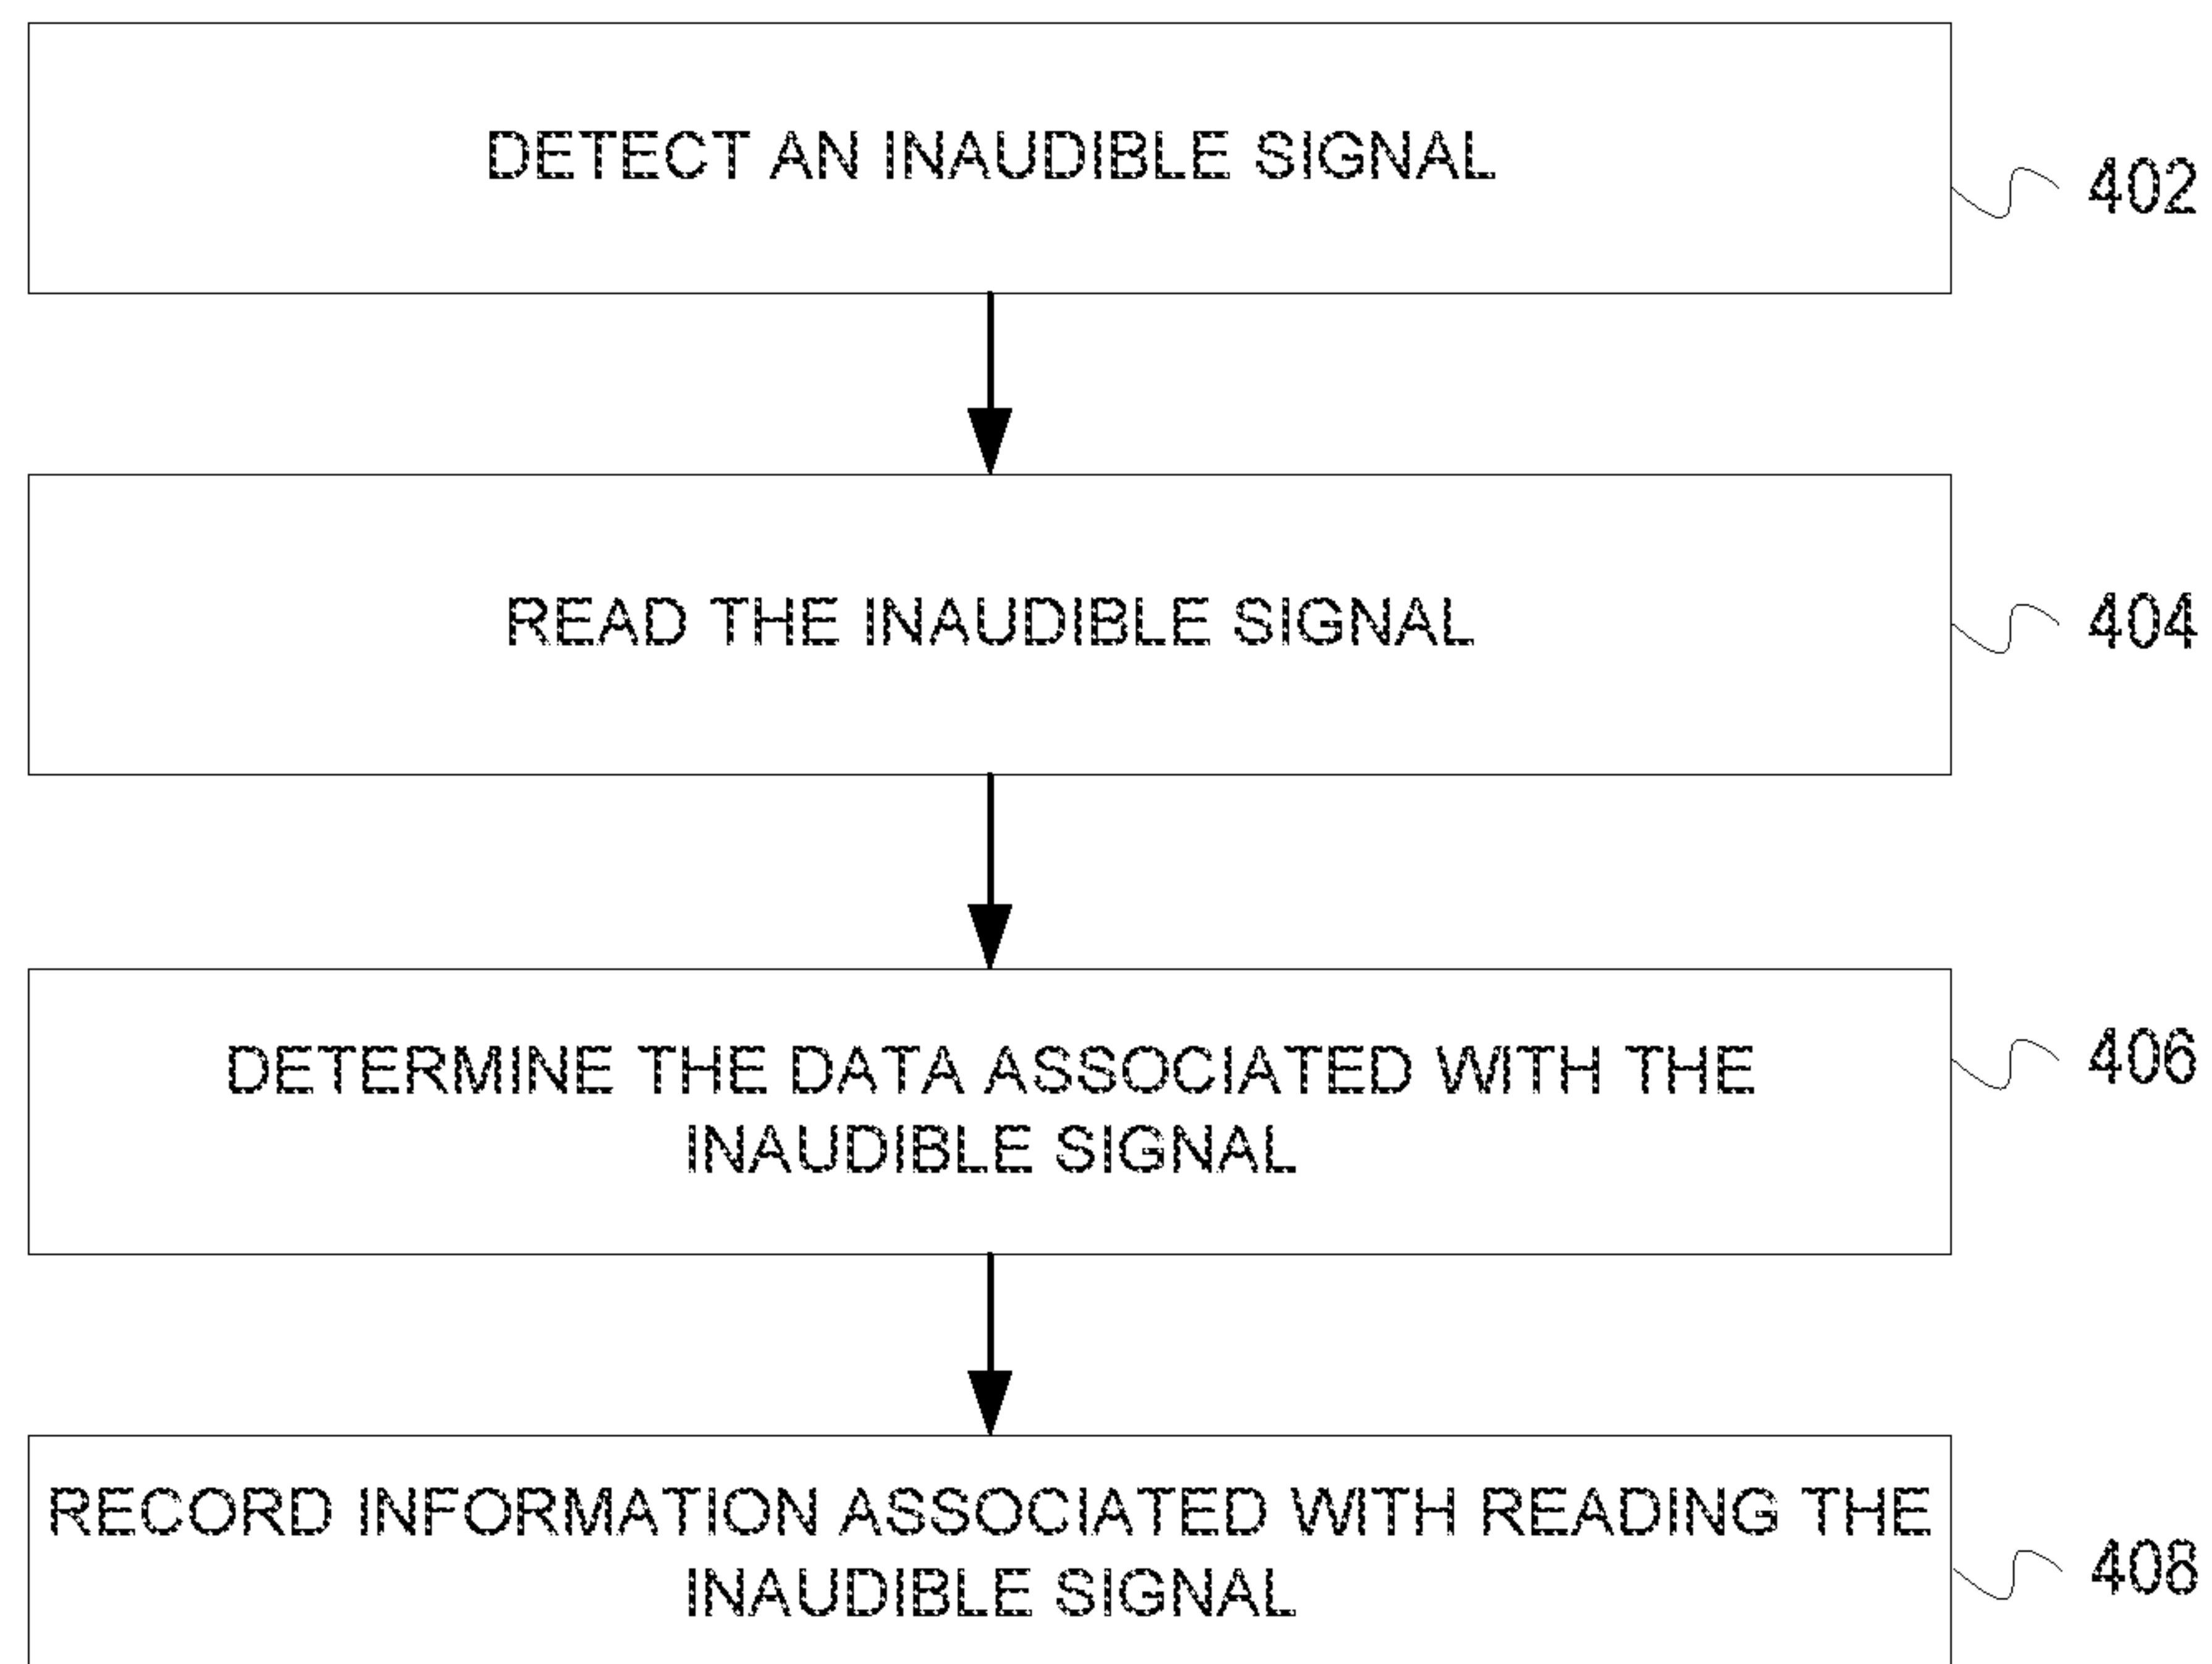 DETECT AN INAUDIBLE SIGNAL
402
READ THE INAUDIBLE SIGNAL
404
DETERMINE THE DATA ASSOCIATED WITH THE
INAUDIBLE SIGNAL
406
RECORD INFORMATION ASSOCIATED WITH READING THE
INAUDIBLE SIGNAL
408